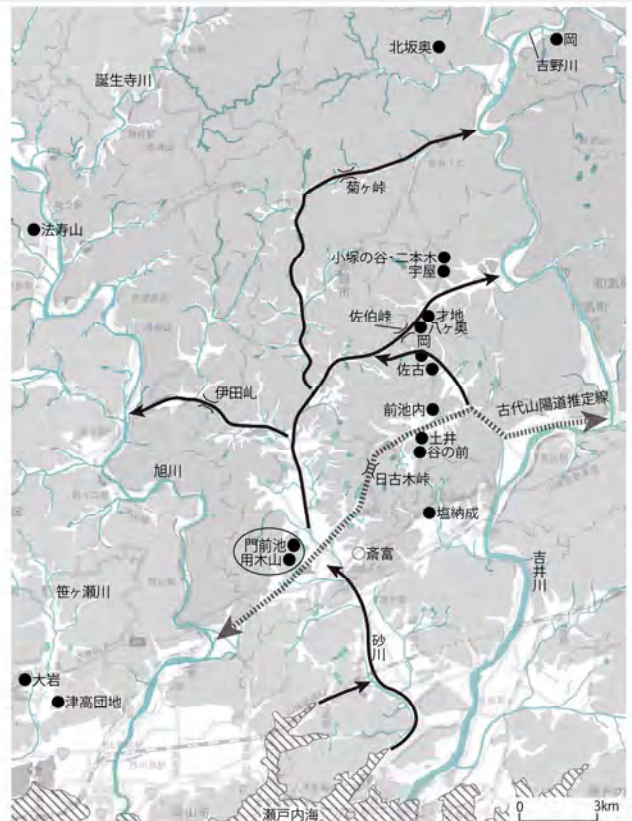 北坂奥
岡
吉野川
誕生寺川
菊ヶ峠
法寿山
小塚の谷・二本木
宇屋
佐伯峠
才地
八ヶ奥
岡
佐古
伊田乢
前池内
古代山陽道推定線
土井
谷の前
旭川
日古木峠
塩納成
門前池
用木山
斎富
吉井川
笹ヶ瀬川
砂川
大岩
津高団地
瀬戸内海
0
3km